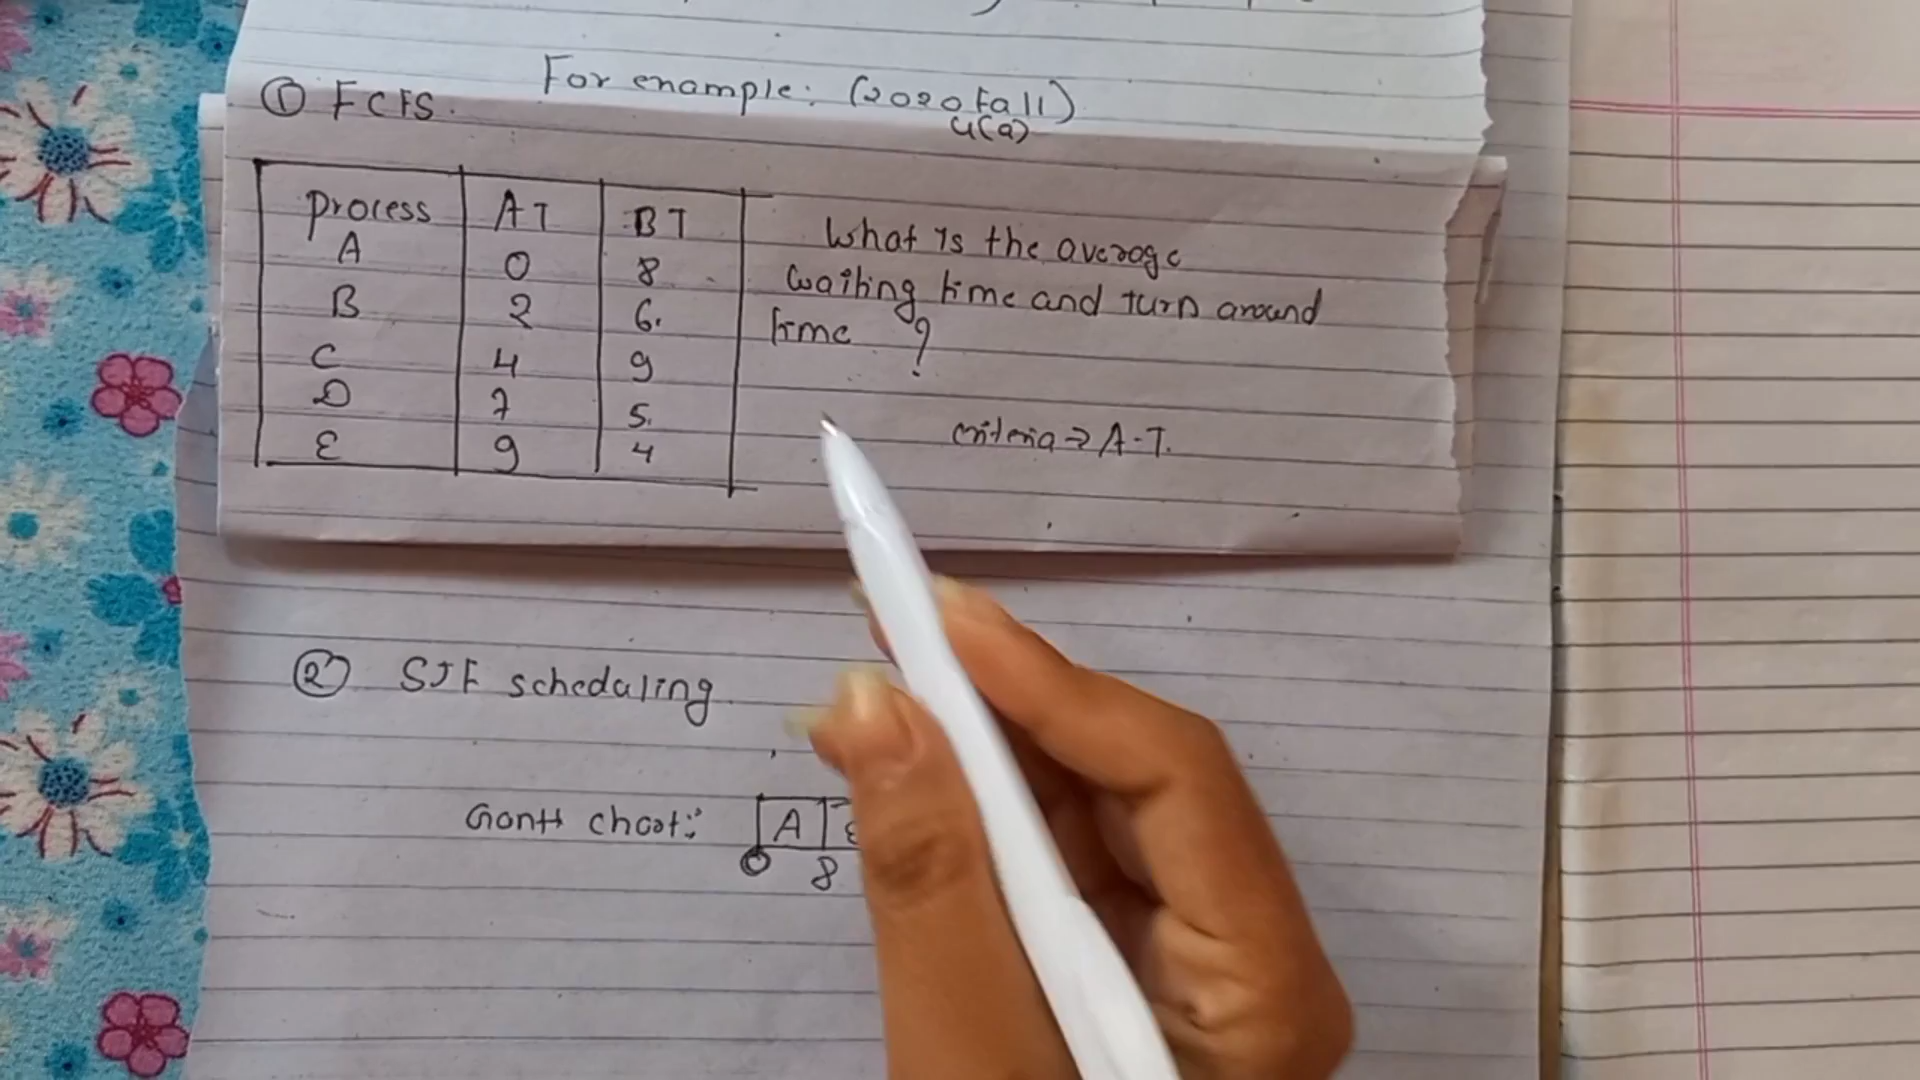 For enample: (2020 Fall)
4(a)
① FCFS.
Process AT BT
A 0 8
B 2 6.
C 4 9
D 7 5.
E 9 4
What is the average
waiting time and turn around
time ?
criteria → A.T.
② SJF scheduling
Gantt chart:
A E
0 8